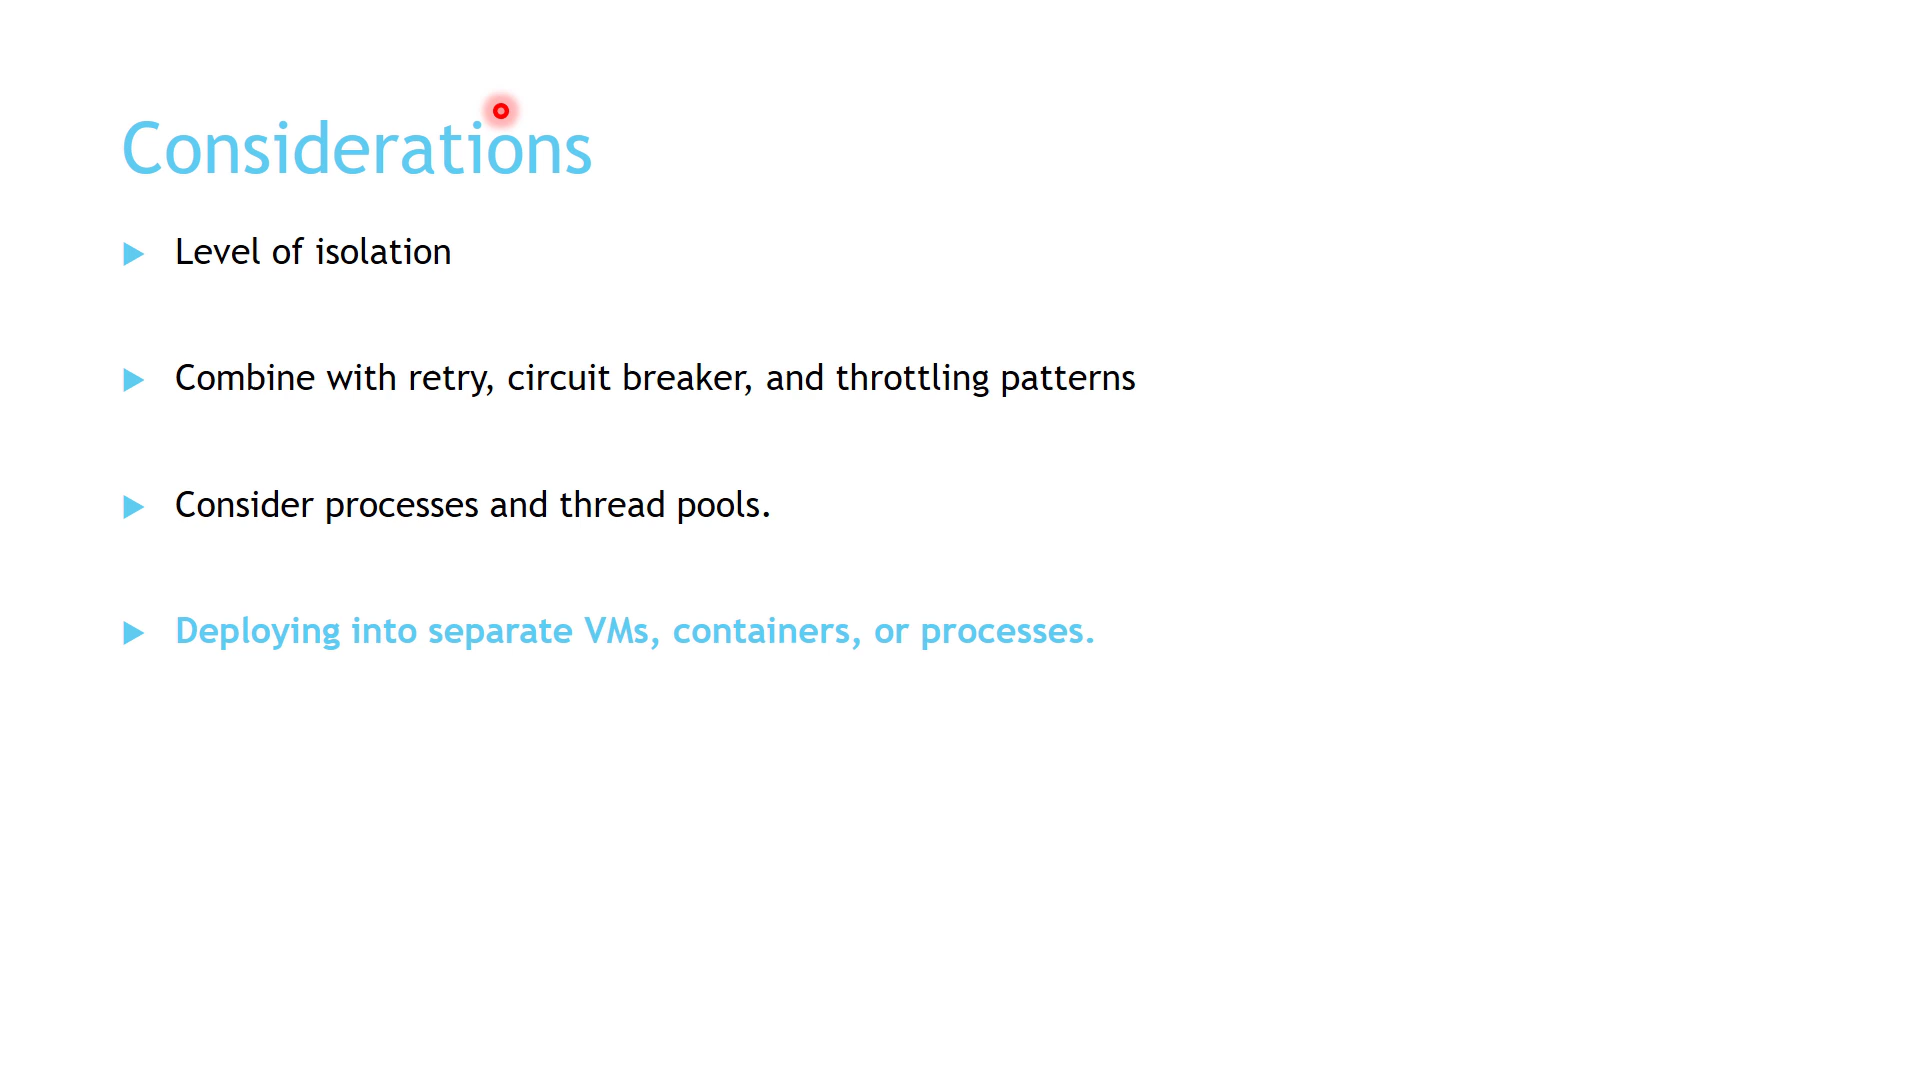 Considerations
Level of isolation
Combine with retry, circuit breaker, and throttling patterns
Consider processes and thread pools.
Deploying into separate VMs, containers, or processes.